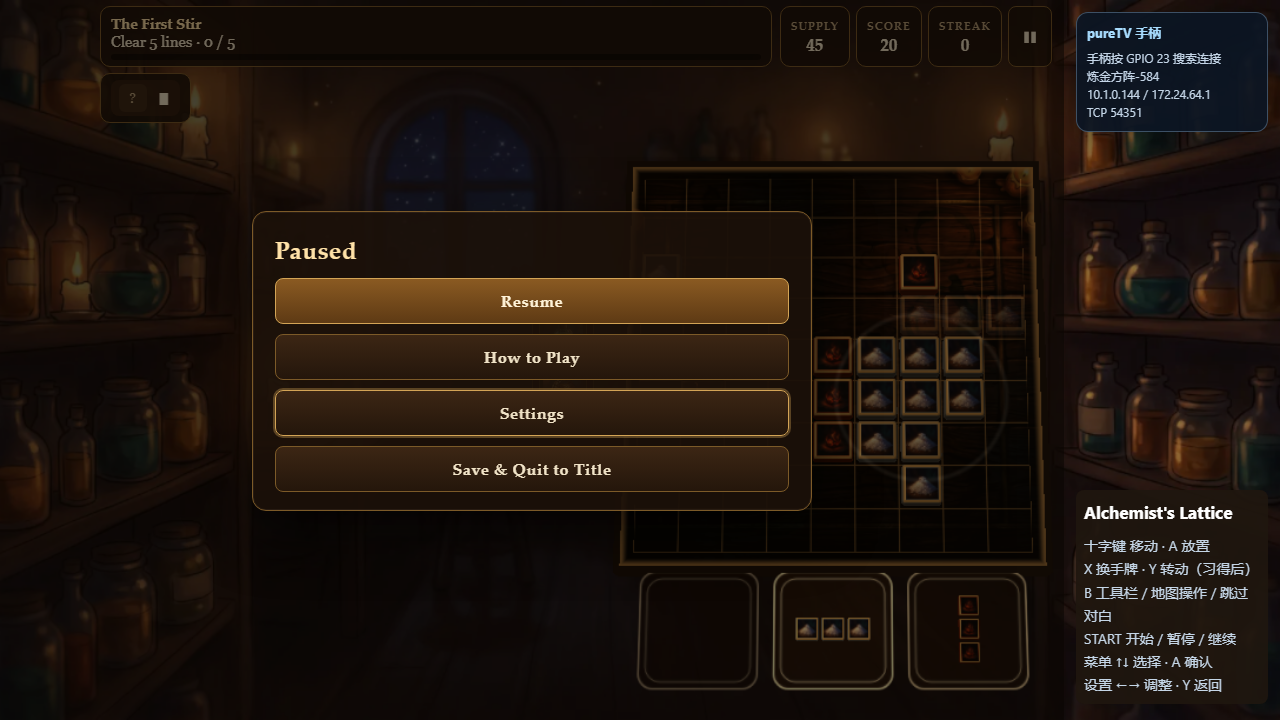 The First Stir
Clear 5 lines · 0 / 5
SUPPLY
45
SCORE
20
STREAK
0
?
Paused
Resume
How to Play
Settings
Save & Quit to Title
pureTV 手柄
手柄按 GPIO 23 搜索连接
炼金方阵-584
10.1.0.144 / 172.24.64.1
TCP 54351
Alchemist's Lattice
十字键 移动 · A 放置
X 换手牌 · Y 转动（习得后）
B 工具栏 / 地图操作 / 跳过
对白
START 开始 / 暂停 / 继续
菜单 ↑↓ 选择 · A 确认
设置 ←→ 调整 · Y 返回